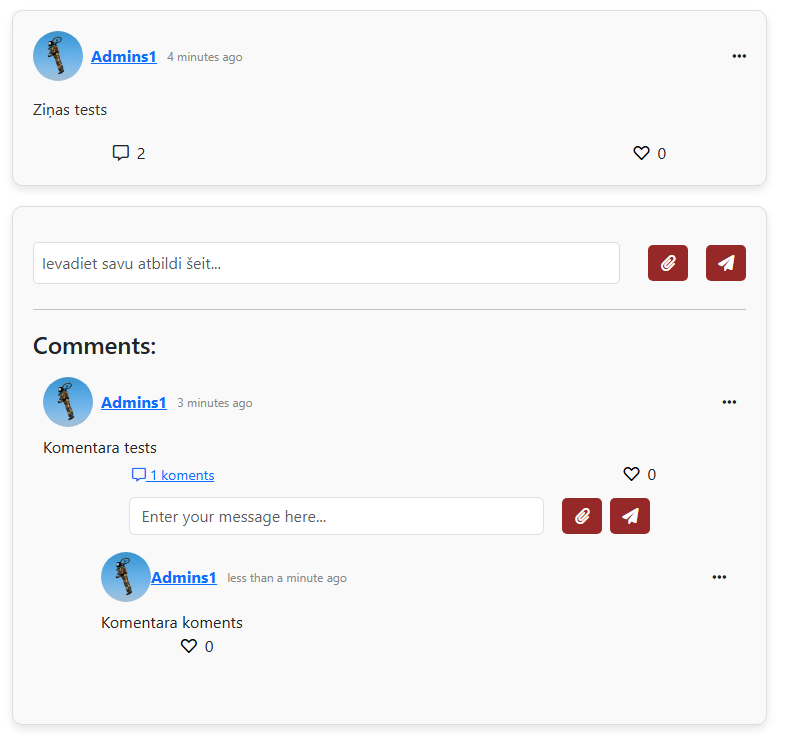 Admins1 4 minutes ago
Ziņas tests
2 0
Ievadiet savu atbildi šeit...
Comments:
Admins1 3 minutes ago
Komentara tests
1 koments 0
Enter your message here...
Admins1 less than a minute ago
Komentara koments
0